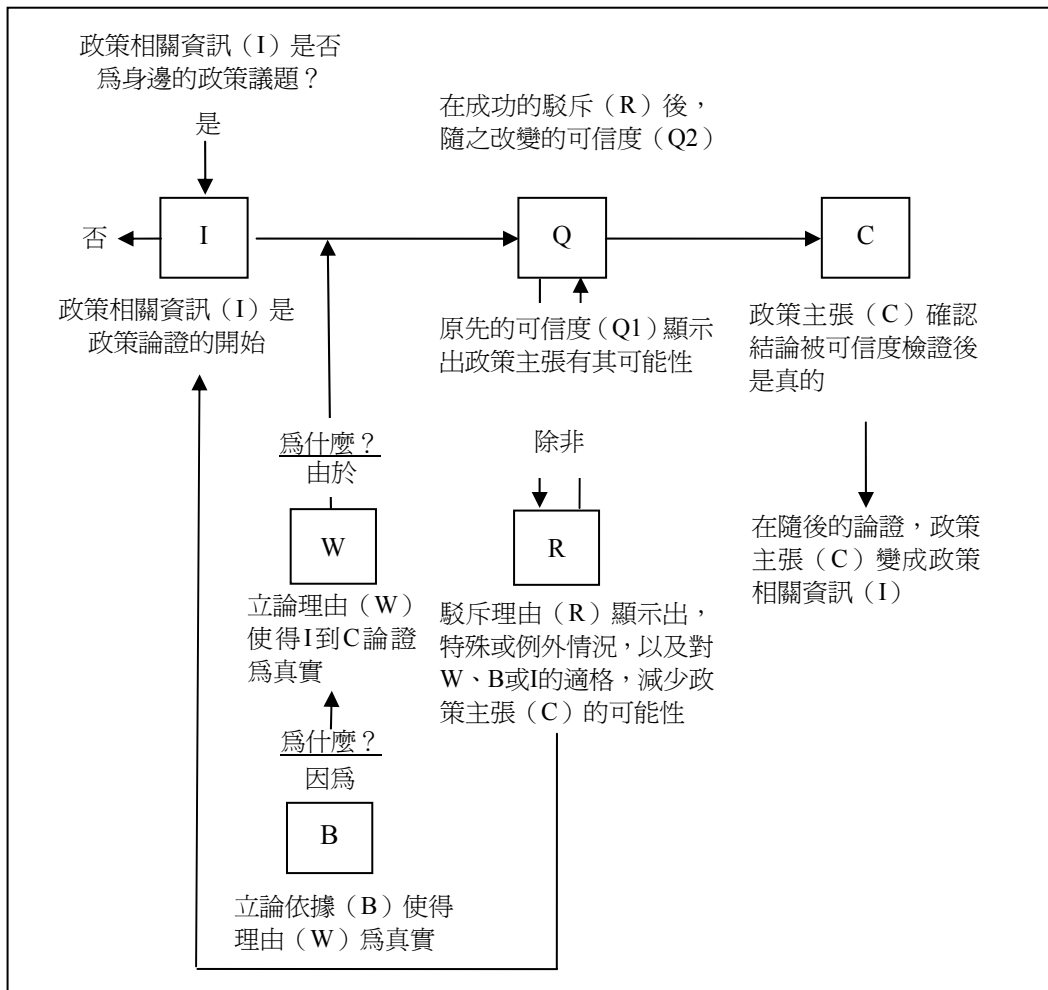 政策相關資訊（I）是否
爲身邊的政策議題？
是
在成功的駁斥（R）後，
隨之改變的可信度（Q2）
否
I
Q
C
政策相關資訊（I）是
政策論證的開始
原先的可信度（Q1）顯示
出政策主張有其可能性
政策主張（C）確認
結論被可信度檢證後
是真的
爲什麼？
由於
除非
W
R
在隨後的論證，政策
主張（C）變成政策
相關資訊（I）
立論理由（W）
使得I到C論證
爲真實
駁斥理由（R）顯示出，
特殊或例外情況，以及對
W、B或I的適格，減少政
策主張（C）的可能性
爲什麼？
因爲
B
立論依據（B）使得
理由（W）爲真實